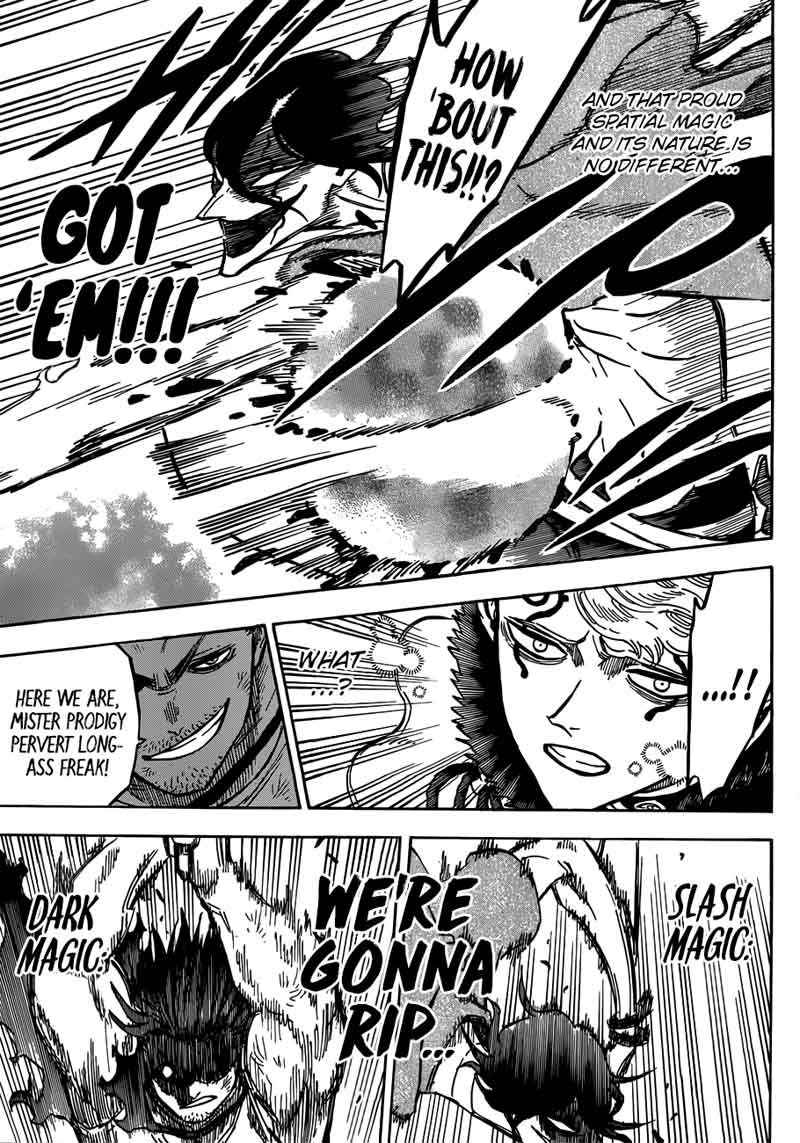 AND THAT PROUD
SPATIAL MAGIC
AND ITS NATURE IS
NO DIFFERENT...
HOW
'BOUT
THIS!!?
GOT
'EM!!!
...!!
WHAT
...?
HERE WE ARE,
MISTER PRODIGY
PERVERT LONG-
ASS FREAK!
SLASH
MAGIC:
WE'RE
GONNA
RIP...
DARK
MAGIC: